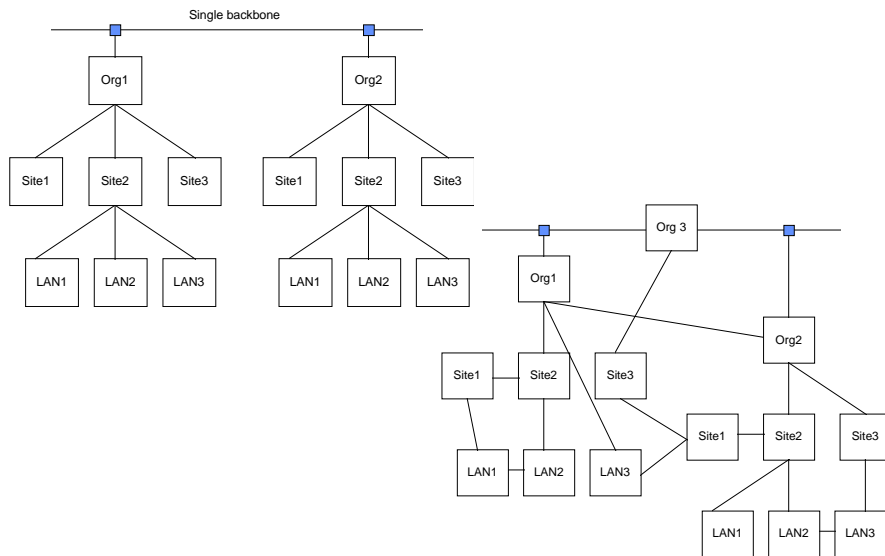 Single backbone
Org1
Org2
Site1
Site2
Site3
Site1
Site2
Site3
LAN1
LAN2
LAN3
LAN1
LAN2
LAN3
Org 3
Org1
Org2
Site1
Site2
Site3
Site1
Site2
Site3
LAN1
LAN2
LAN3
LAN1
LAN2
LAN3